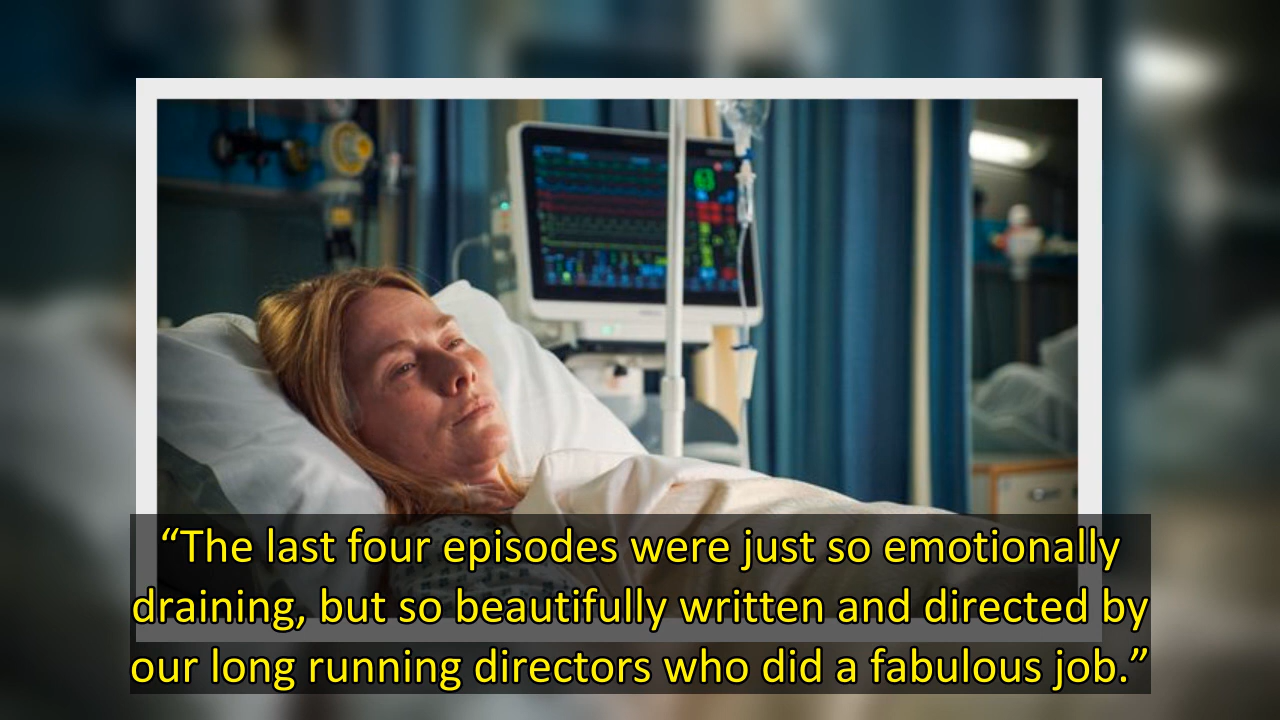 “The last four episodes were just so emotionally
draining, but so beautifully written and directed by
our long running directors who did a fabulous job.”